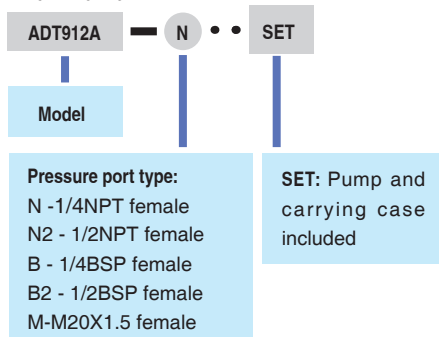 ADT912A — N •• SET
Model
Pressure port type:
N -1/4NPT female
N2 - 1/2NPT female
B - 1/4BSP female
B2 - 1/2BSP female
M-M20X1.5 female
SET: Pump and
carrying case
included